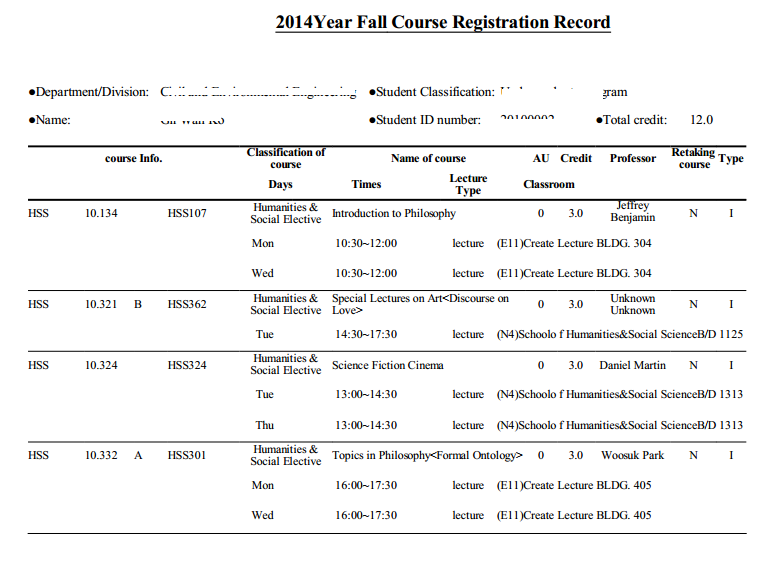 2014Year Fall Course Registration Record
●Department/Division: ●Student Classification:
●Name: ●Student ID number: ●Total credit: 12.0
course Info. Classification of course Name of course AU Credit Professor Retaking course Type
Days Times Lecture Type Classroom
HSS 10.134 HSS107 Humanities & Social Elective Introduction to Philosophy 0 3.0 Jeffrey Benjamin N I
Mon 10:30~12:00 lecture (E11)Create Lecture BLDG. 304
Wed 10:30~12:00 lecture (E11)Create Lecture BLDG. 304
HSS 10.321 B HSS362 Humanities & Social Elective Special Lectures on Art<Discourse on Love> 0 3.0 Unknown Unknown N I
Tue 14:30~17:30 lecture (N4)Schoolo f Humanities&Social ScienceB/D 1125
HSS 10.324 HSS324 Humanities & Social Elective Science Fiction Cinema 0 3.0 Daniel Martin N I
Tue 13:00~14:30 lecture (N4)Schoolo f Humanities&Social ScienceB/D 1313
Thu 13:00~14:30 lecture (N4)Schoolo f Humanities&Social ScienceB/D 1313
HSS 10.332 A HSS301 Humanities & Social Elective Topics in Philosophy<Formal Ontology> 0 3.0 Woosuk Park N I
Mon 16:00~17:30 lecture (E11)Create Lecture BLDG. 405
Wed 16:00~17:30 lecture (E11)Create Lecture BLDG. 405